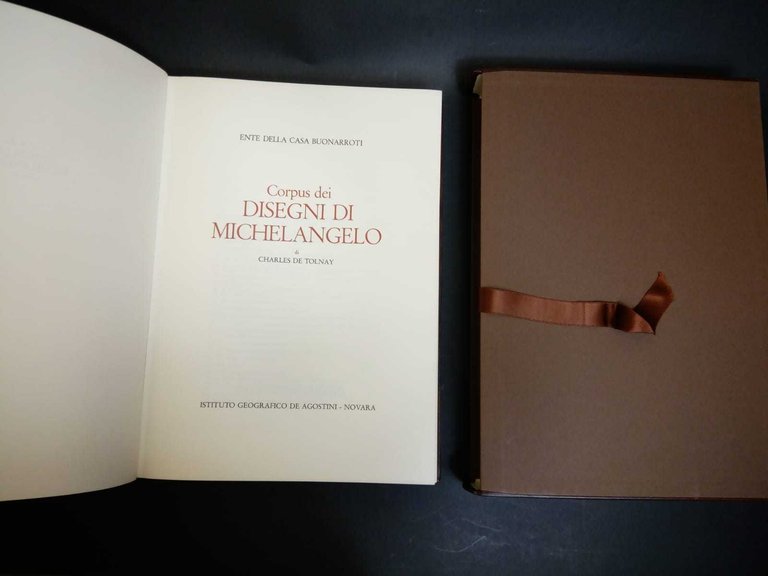 ENTE DELLA CASA BUONARROTI
Corpus dei
DISEGNI DI
MICHELANGELO
di
CHARLES DE TOLNAY
ISTITUTO GEOGRAFICO DE AGOSTINI - NOVARA